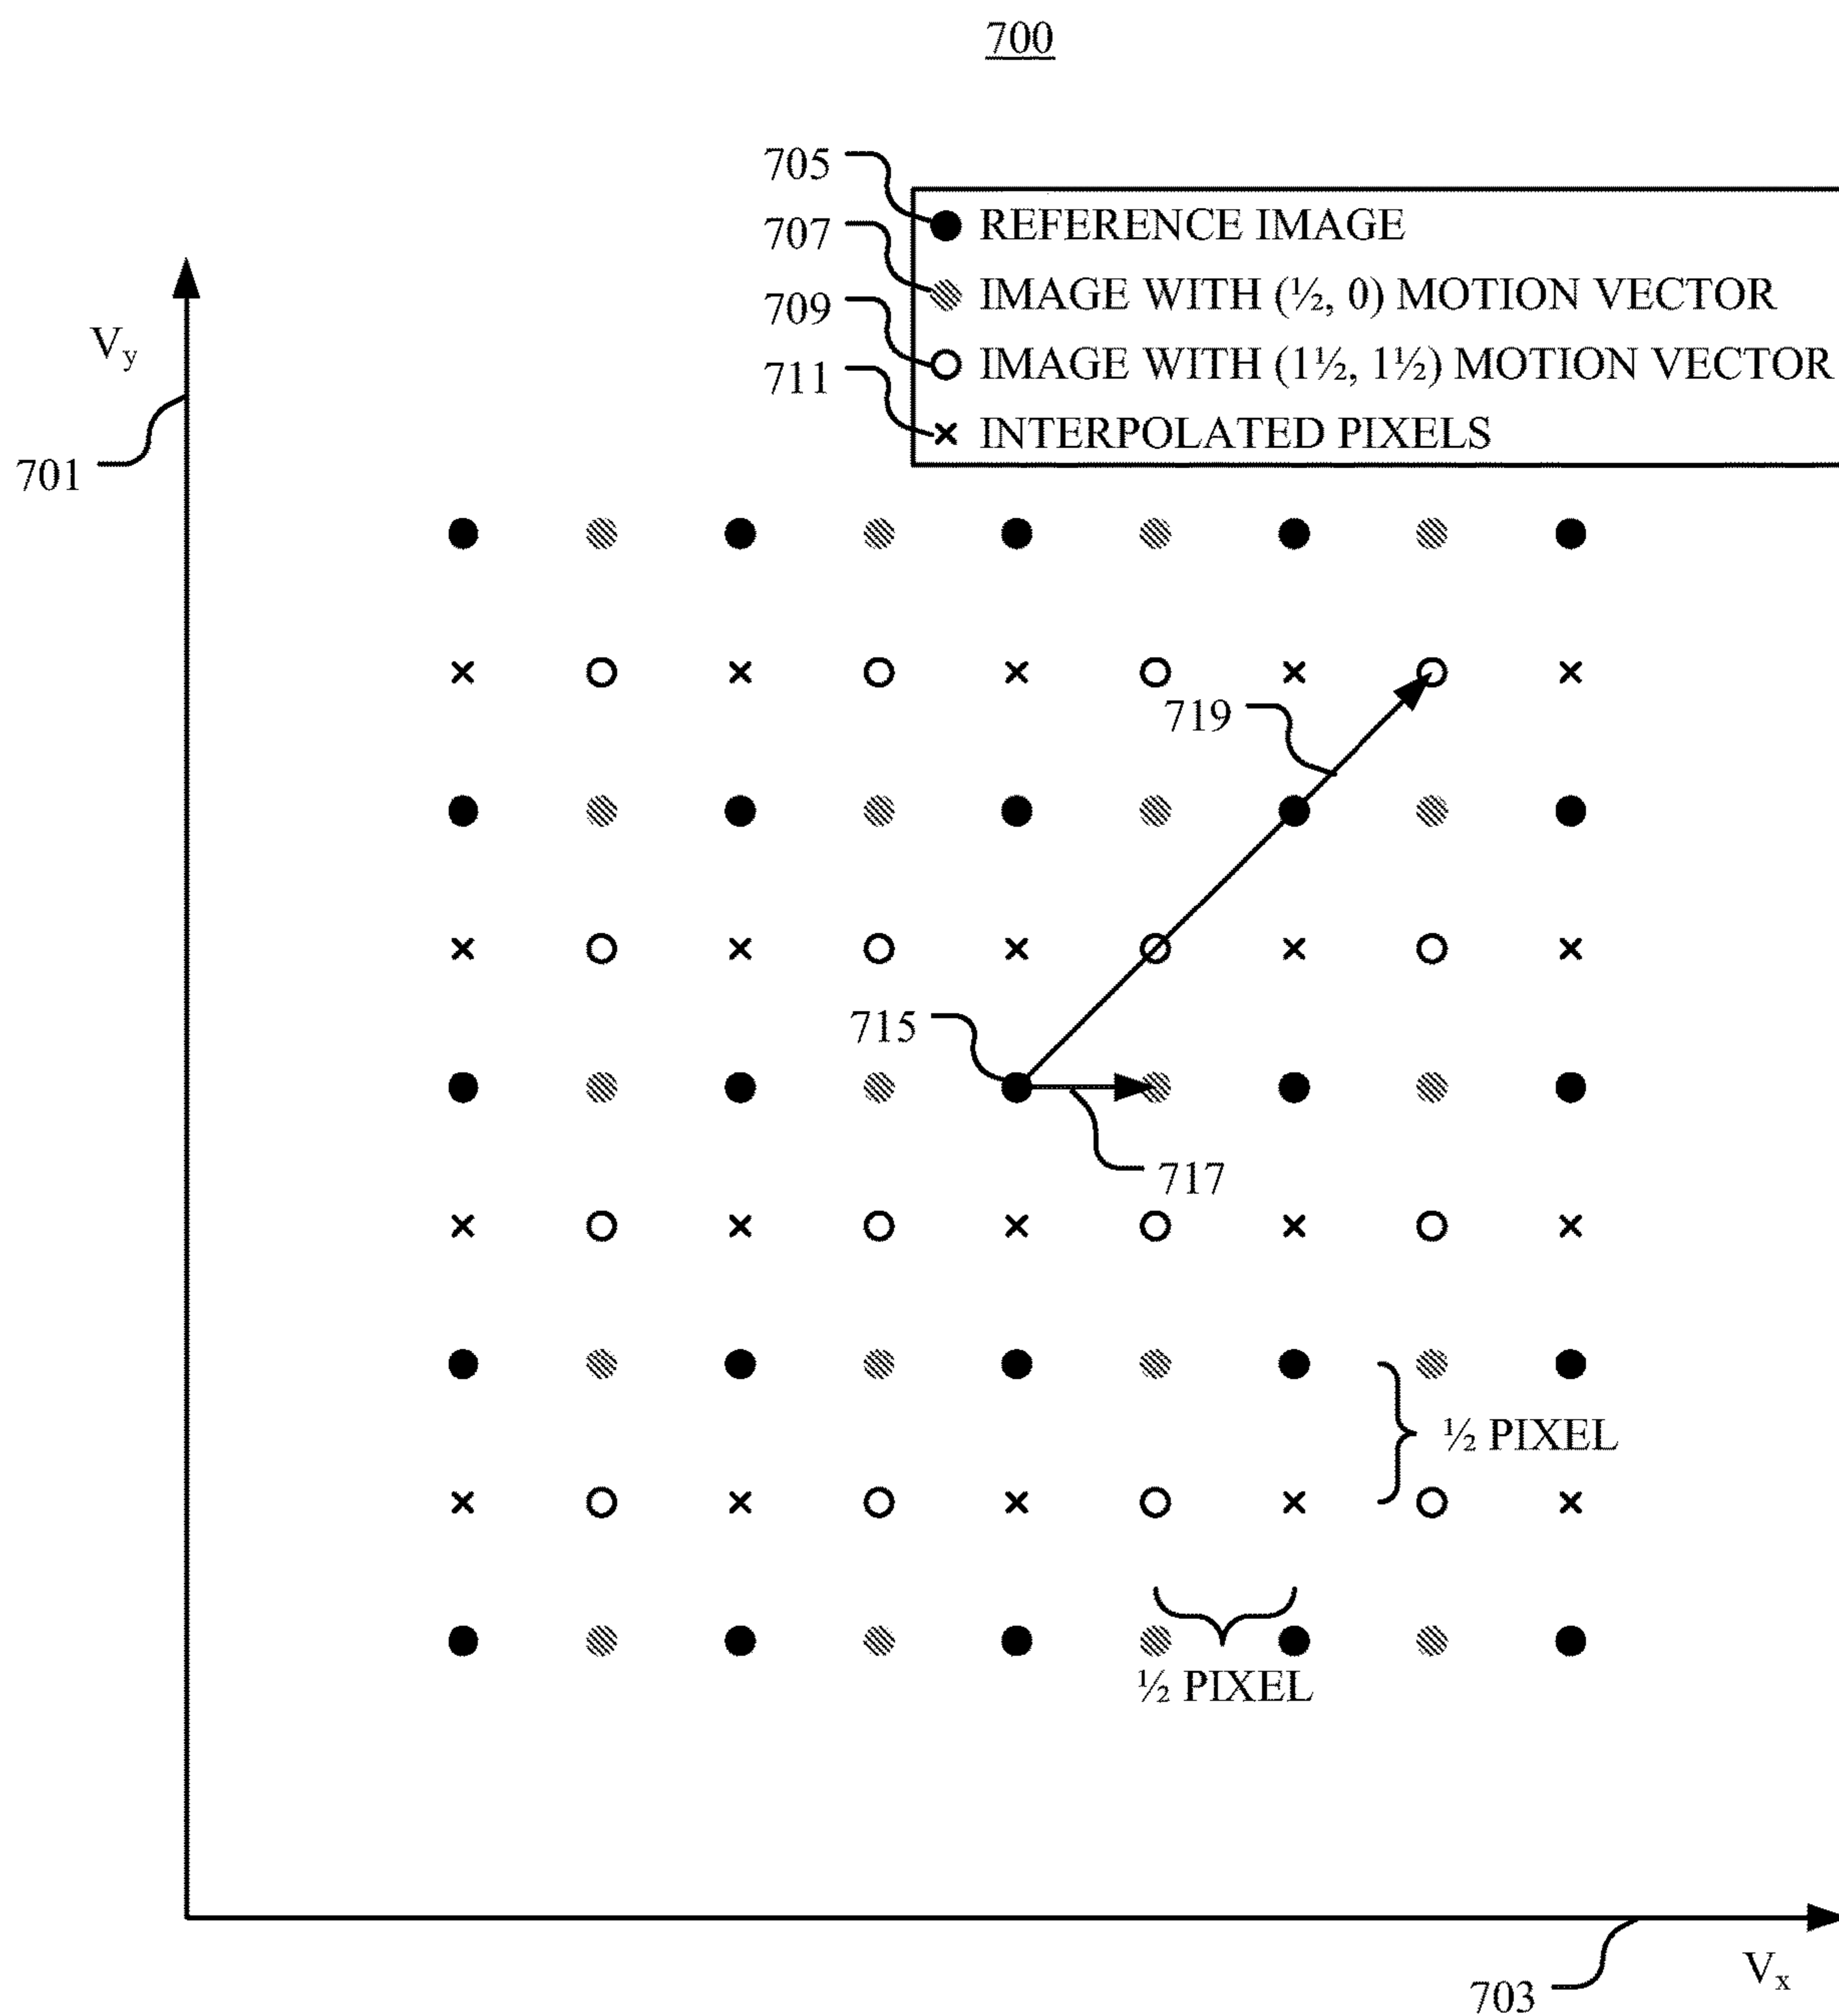 700
705
REFERENCE IMAGE
707
IMAGE WITH (½, 0) MOTION VECTOR
709
IMAGE WITH (1½, 1½) MOTION VECTOR
711
INTERPOLATED PIXELS
Vy
701
719
715
717
½ PIXEL
½ PIXEL
703
Vx